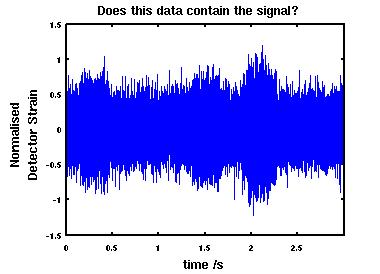 Does this data contain the signal?
1.5
1
0.5
0
-0.5
-1
-1.5
Normalised
Detector Strain
0 0.5 1 1.5 2 2.5
time /s